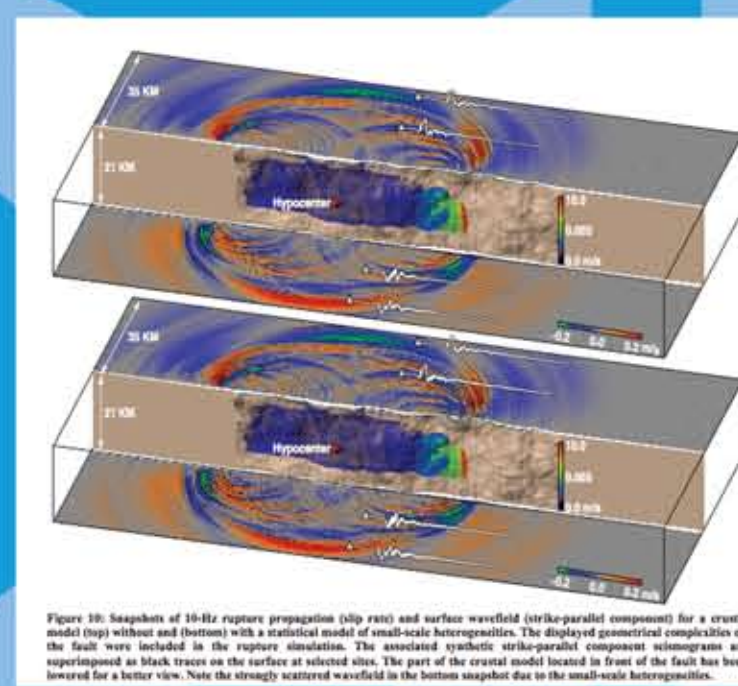 35 KM
21 KM
Hypocenter
10.0
0.005
0.0 m/s
-0.2 0.0 0.2 m/s
35 KM
21 KM
Hypocenter
10.0
0.005
0.0 m/s
-0.2 0.0 0.2 m/s
Figure 10: Snapshots of 10-Hz rupture propagation (slip rate) and surface wavefield (strike-parallel component) for a crust
model (top) without and (bottom) with a statistical model of small-scale heterogeneities. The displayed geometrical complexities o
the fault were included in the rupture simulation. The associated synthetic strike-parallel component seismograms a
superimposed as black traces on the surface at selected sites. The part of the crustal model located in front of the fault has bee
lowered for a better view. Note the strongly scattered wavefield in the bottom snapshot due to the small-scale heterogeneities.